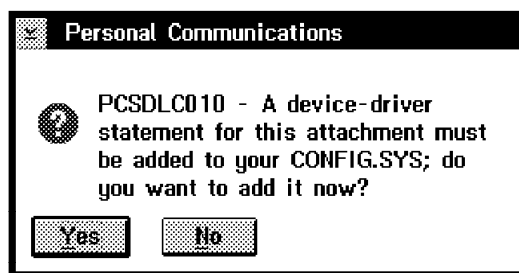 Personal Communications
PCSDLC010 - A device-driver
statement for this attachment must
be added to your CONFIG.SYS; do
you want to add it now?
Yes No